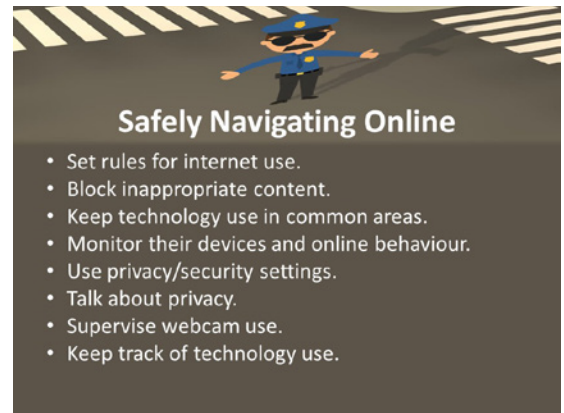 Safely Navigating Online
• Set rules for internet use.
• Block inappropriate content.
• Keep technology use in common areas.
• Monitor their devices and online behaviour.
• Use privacy/security settings.
• Talk about privacy.
• Supervise webcam use.
• Keep track of technology use.